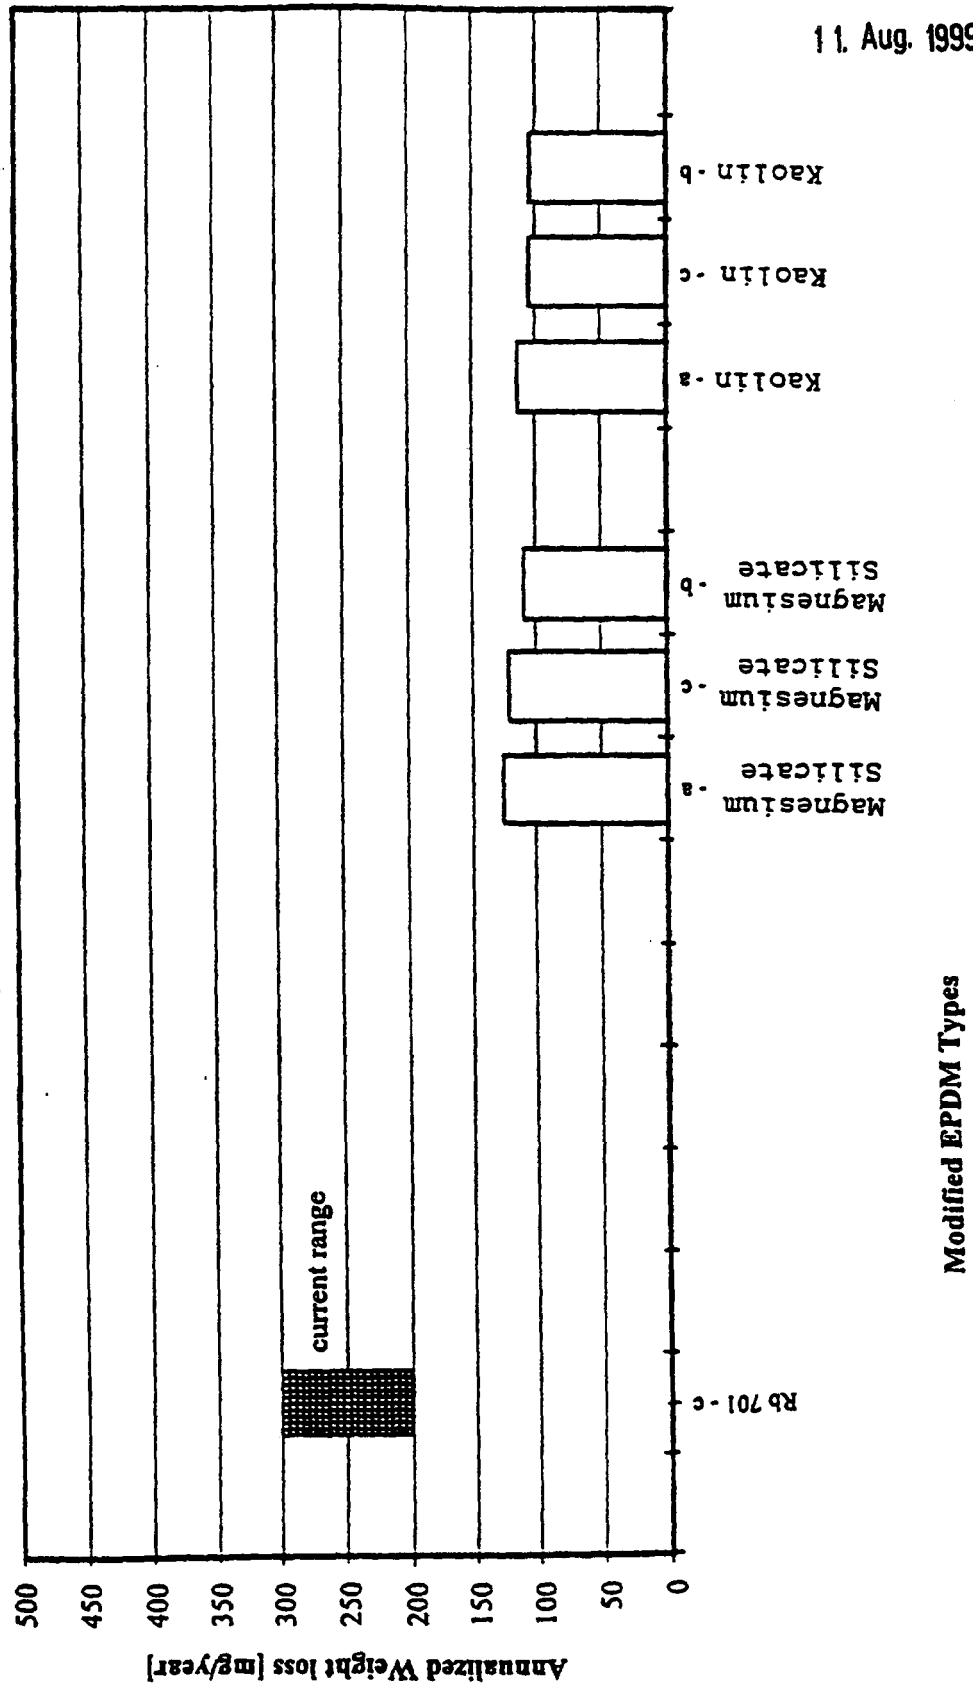 11. Aug. 1999
Annualized Weight loss [mg/year]
500
450
400
350
300
250
200
150
100
50
0
current range
Rb 701 - c
Magnesium
Silicate
-a
Magnesium
Silicate
-c
Magnesium
Silicate
-b
Kaolin -a
Kaolin -c
Kaolin -b
Modified EPDM Types